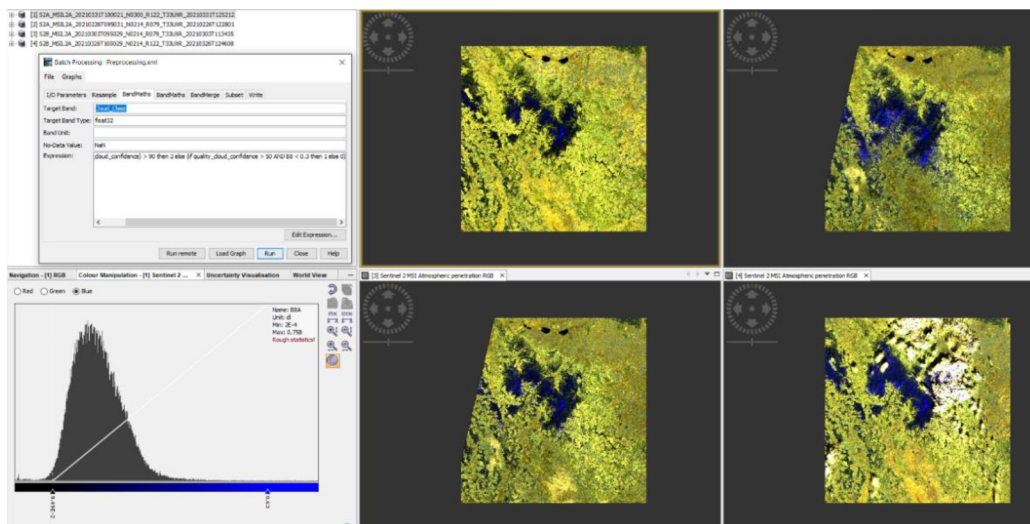 [1] S2A_MSIL2A_20210331T100021_N0300_R122_T33UWR_20210331T125212
[2] S2A_MSIL2A_20210226T095031_N0214_R079_T33UWR_20210226T122801
[3] S2B_MSIL2A_20210303T095029_N0214_R079_T33UWR_20210303T113435
[4] S2B_MSIL2A_20210326T100029_N0214_R122_T33UWR_20210326T124608
Batch Processing : Preprocessing.xml
File Graphs
I/O Parameters Resample BandMaths BandMaths BandMerge Subset Write
Target Band: Cloud_Class
Target Band Type: float32
Band Unit:
No-Data Value: NaN
Expression: cloud_confidence) > 90 then 2 else (if quality_cloud_confidence > 50 AND B8 < 0.3 then 1 else 0)
Edit Expression...
Run remote Load Graph Run Close Help
Navigation - [1] RGB Colour Manipulation - [1] Sentinel 2 ... Uncertainty Visualisation World View
Red Green Blue
Name: B8A
Unit: dl
Min: 2E-4
Max: 0.758
Rough statistics!
95%
100%
[3] Sentinel 2 MSI Atmospheric penetration RGB
[4] Sentinel 2 MSI Atmospheric penetration RGB